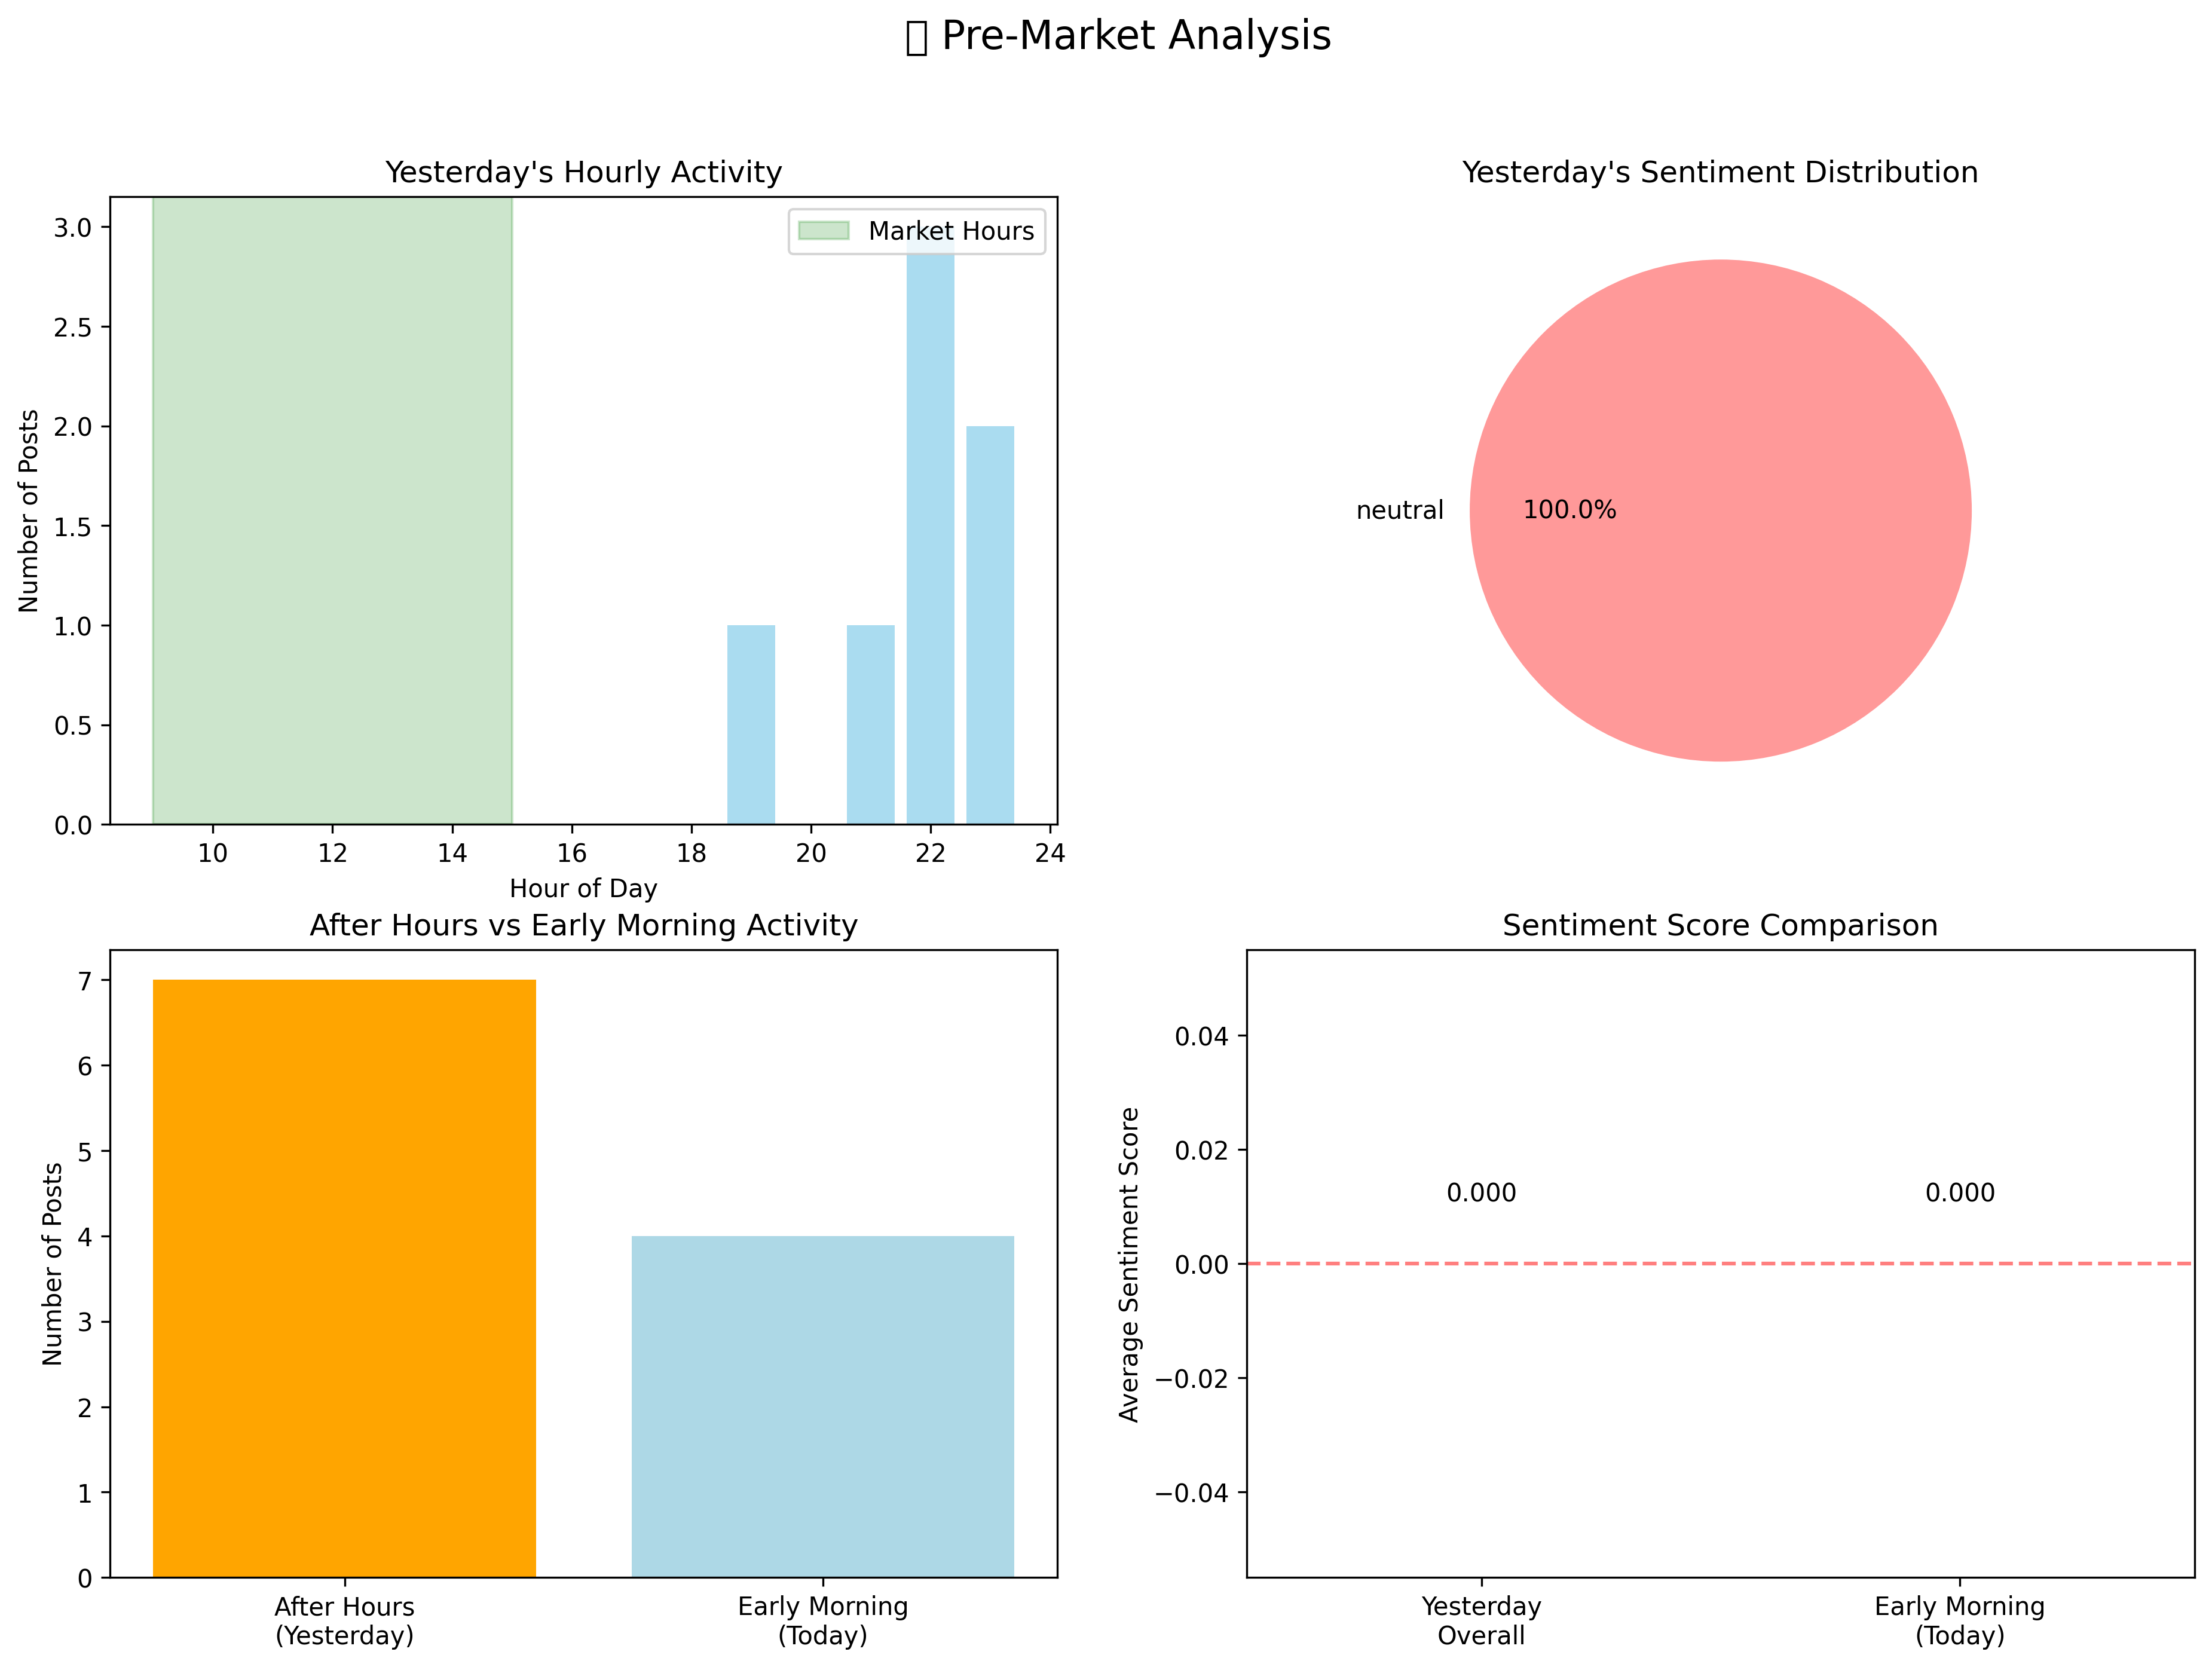 Pre-Market Analysis
Yesterday's Hourly Activity
Market Hours
Number of Posts
3.0
2.5
2.0
1.5
1.0
0.5
0.0
10 12 14 16 18 20 22 24
Hour of Day
Yesterday's Sentiment Distribution
neutral
100.0%
After Hours vs Early Morning Activity
Number of Posts
7
6
5
4
3
2
1
0
After Hours
(Yesterday)
Early Morning
(Today)
Sentiment Score Comparison
Average Sentiment Score
0.04
0.02
0.00
−0.02
−0.04
0.000
0.000
Yesterday
Overall
Early Morning
(Today)